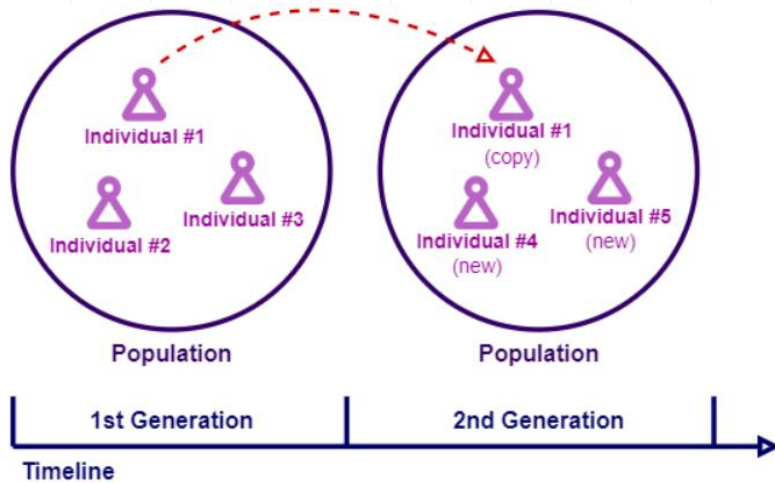 Individual #1
Individual #2
Individual #3
Population
Individual #1
(copy)
Individual #4
(new)
Individual #5
(new)
Population
1st Generation
2nd Generation
Timeline